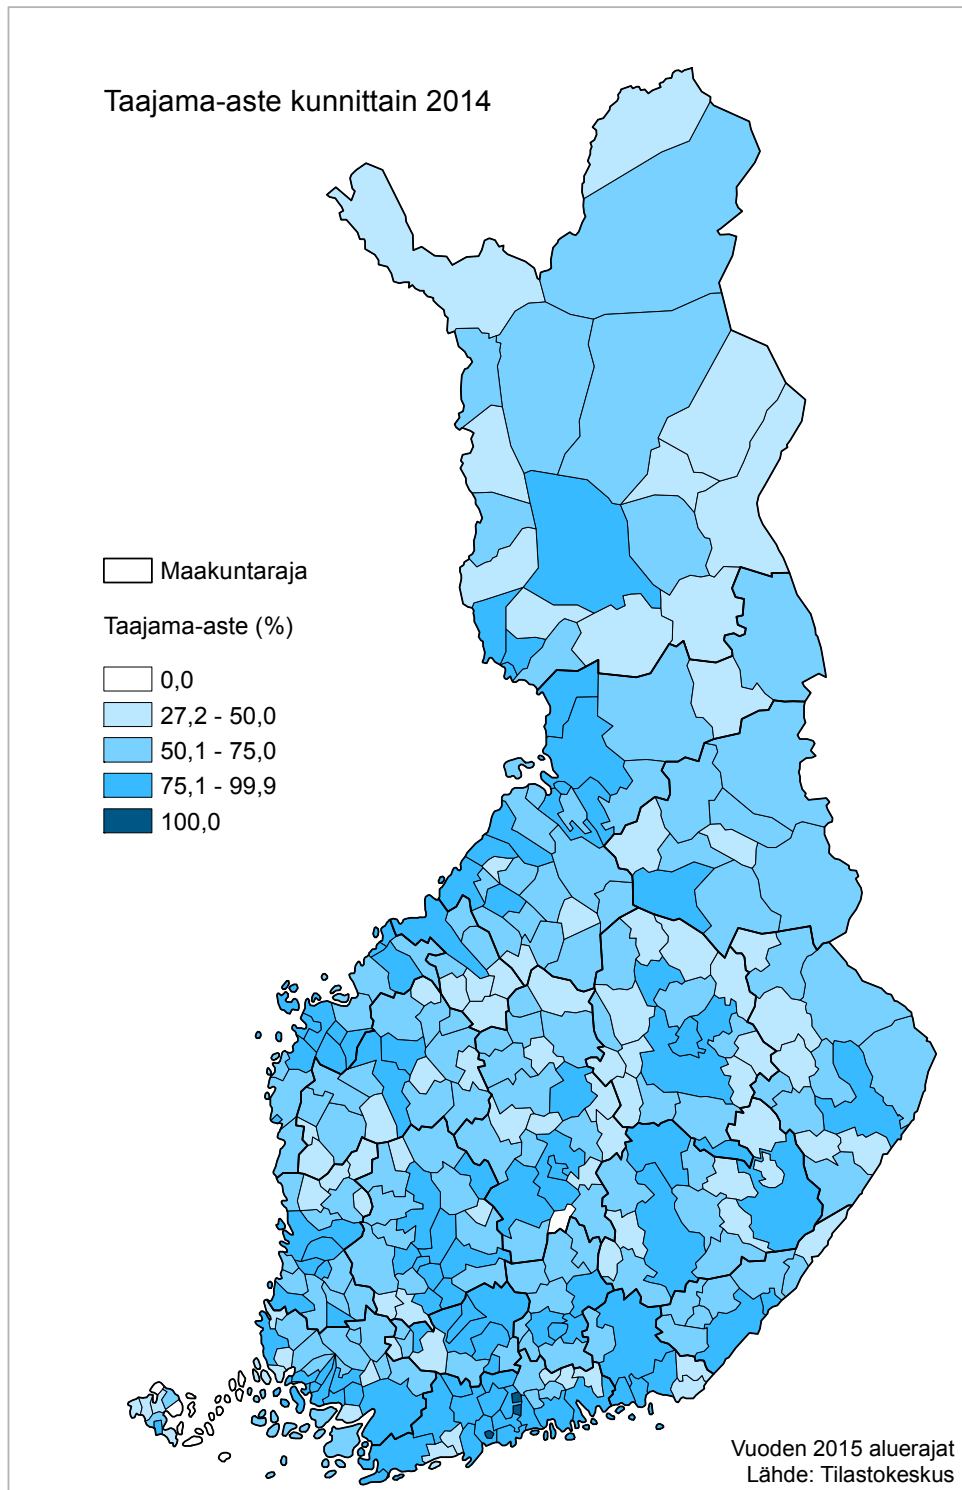 Taajama-aste kunnittain 2014
Maakuntaraja
Taajama-aste (%)
0,0
27,2 - 50,0
50,1 - 75,0
75,1 - 99,9
100,0
Vuoden 2015 aluerajat
Lähde: Tilastokeskus